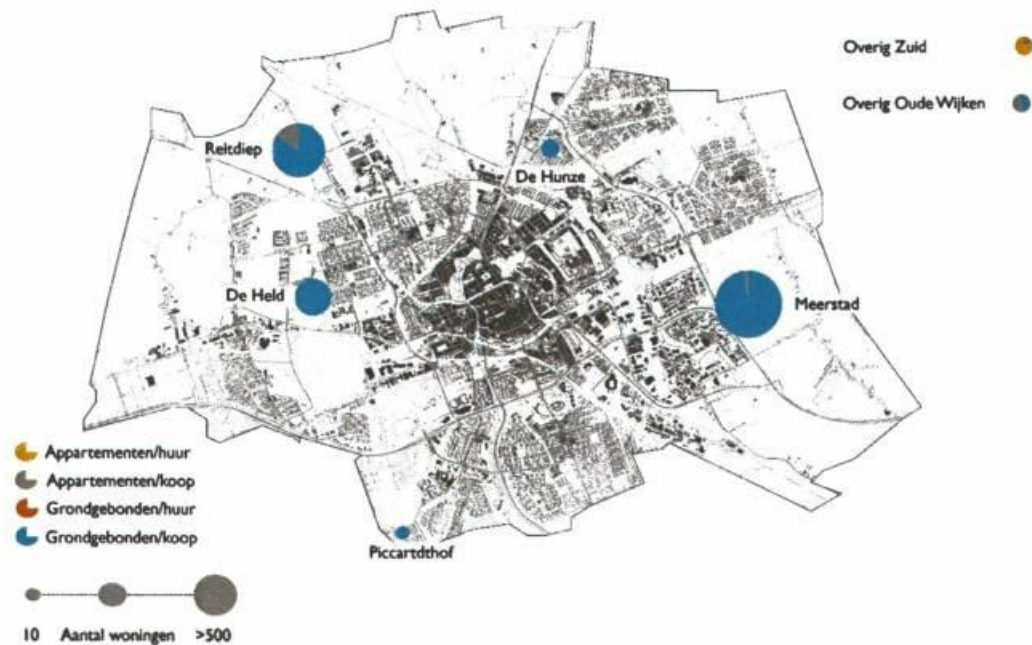 Overig Zuid
Overig Oude Wijken
Reitdiep
De Hunze
De Held
Meerstad
Appartementen/huur
Appartementen/koop
Grondgebonden/huur
Grondgebonden/koop
Piccardthof
10 Aantal woningen >500